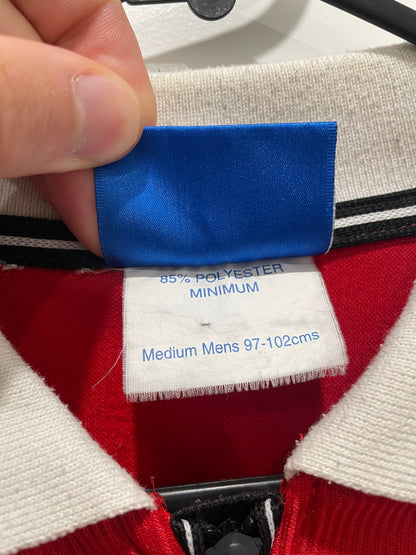 85% POLYESTER
MINIMUM
Medium Mens 97-102cms